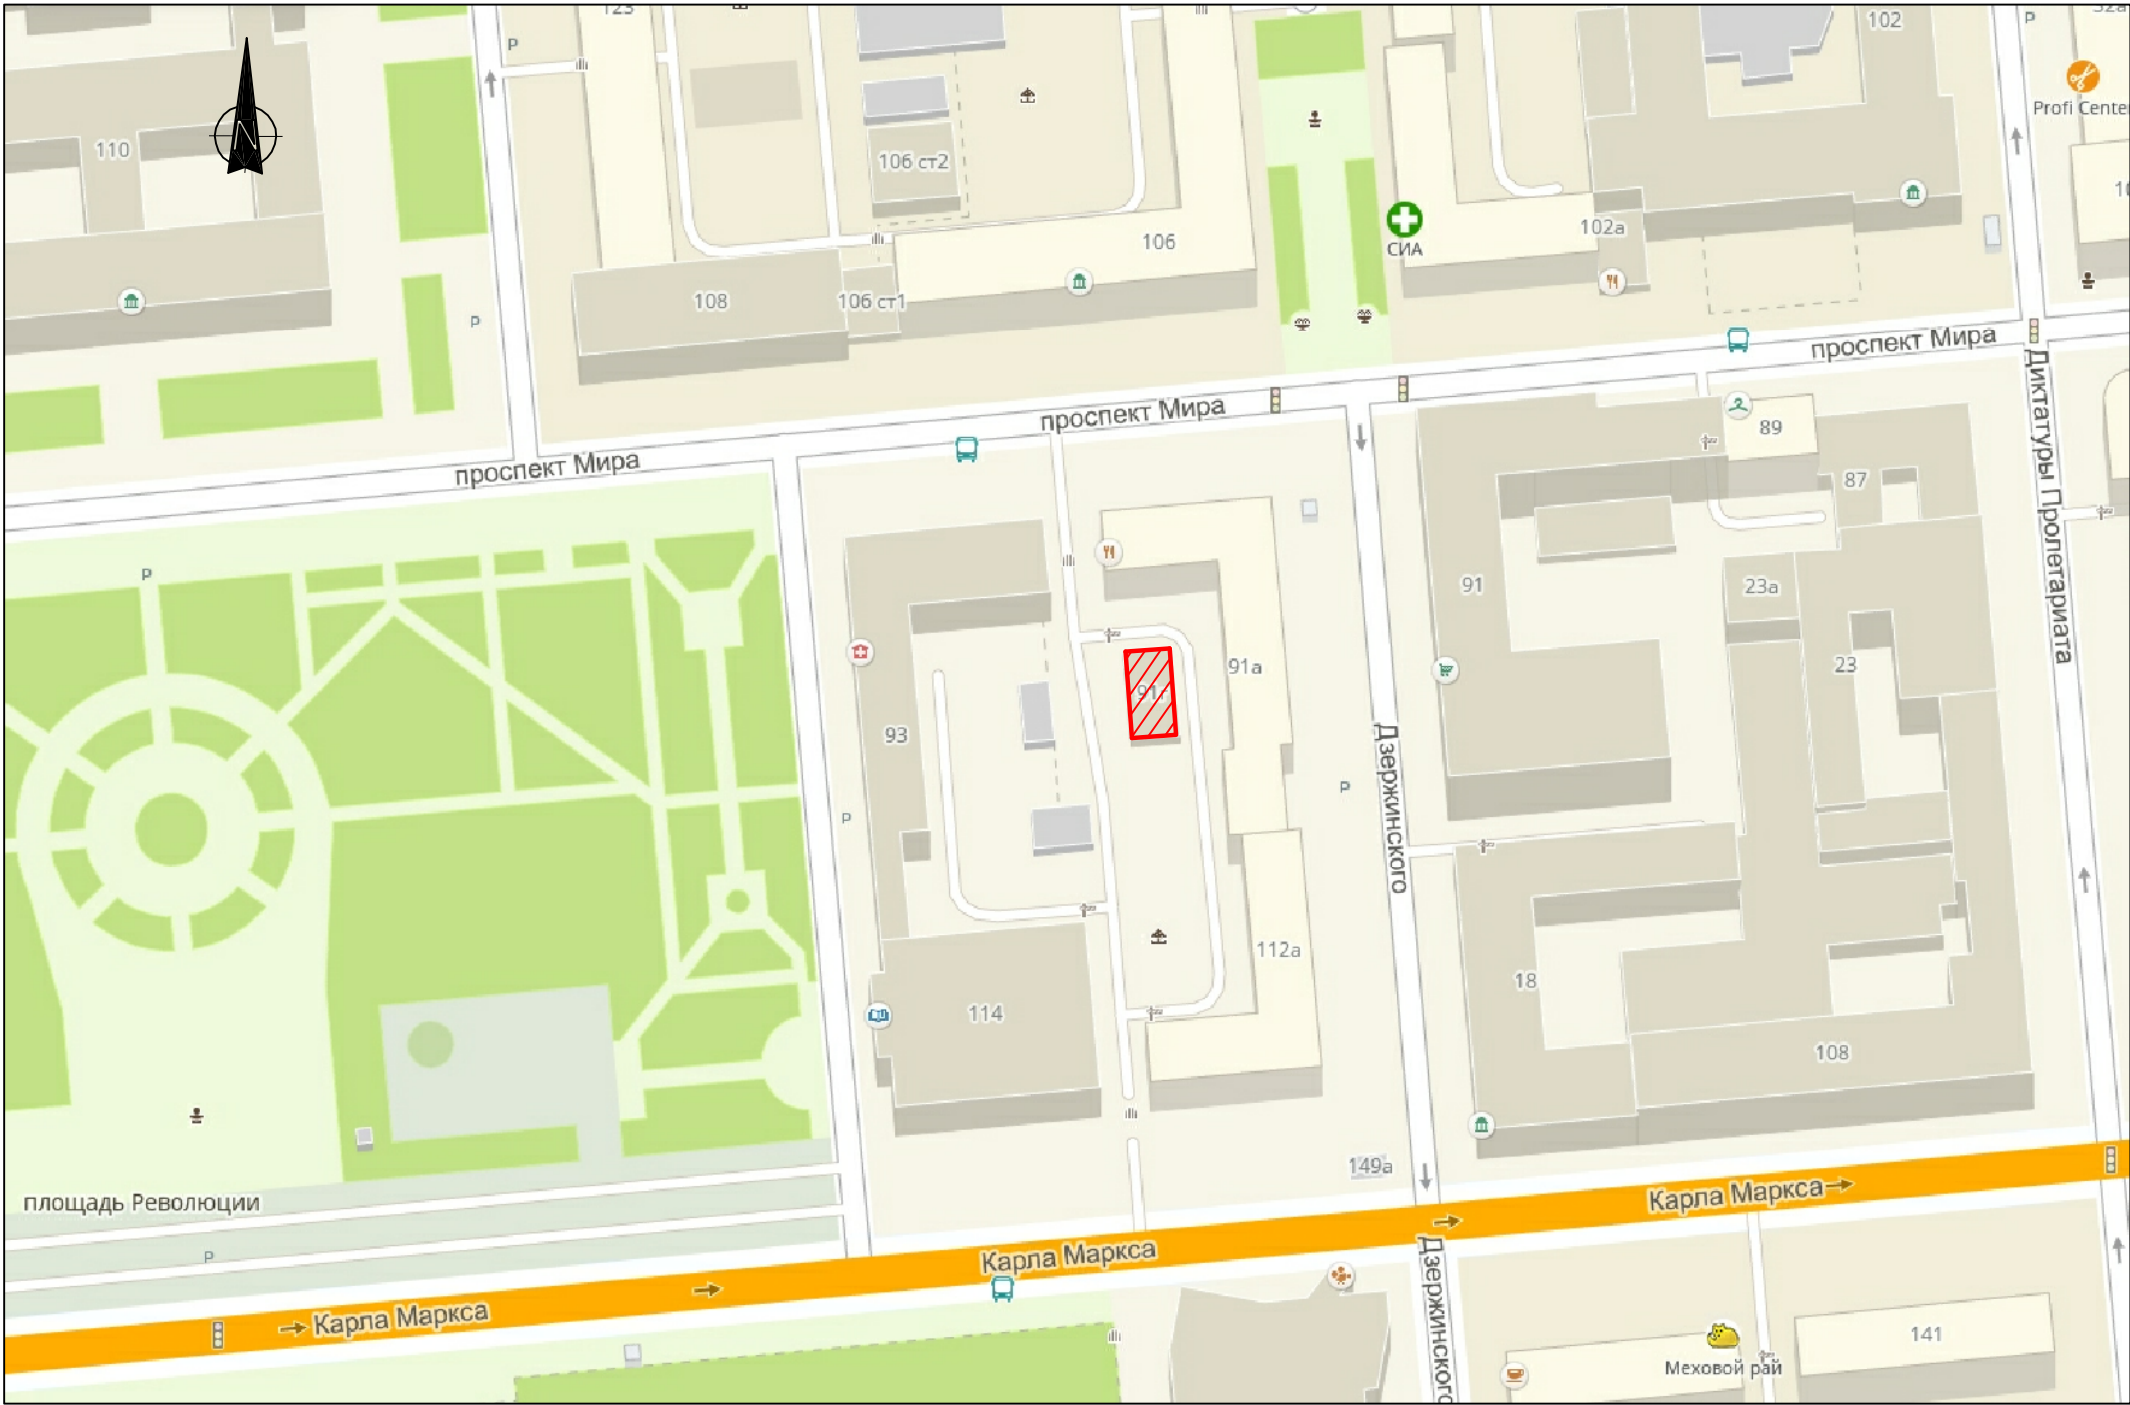 123
P
102
P
Profi Center
N
110
106 ст2
106
СИА
102а
108
106 ст1
P
проспект Мира
проспект Мира
проспект Мира
Диктатуры Пролетариата
89
87
P
91
23а
91а
23
93
P
P
Дзержинского
112а
114
18
108
149а
площадь Революции
P
Карла Маркса
Карла Маркса
Карла Маркса
Дзержинского
Меховой рай
141